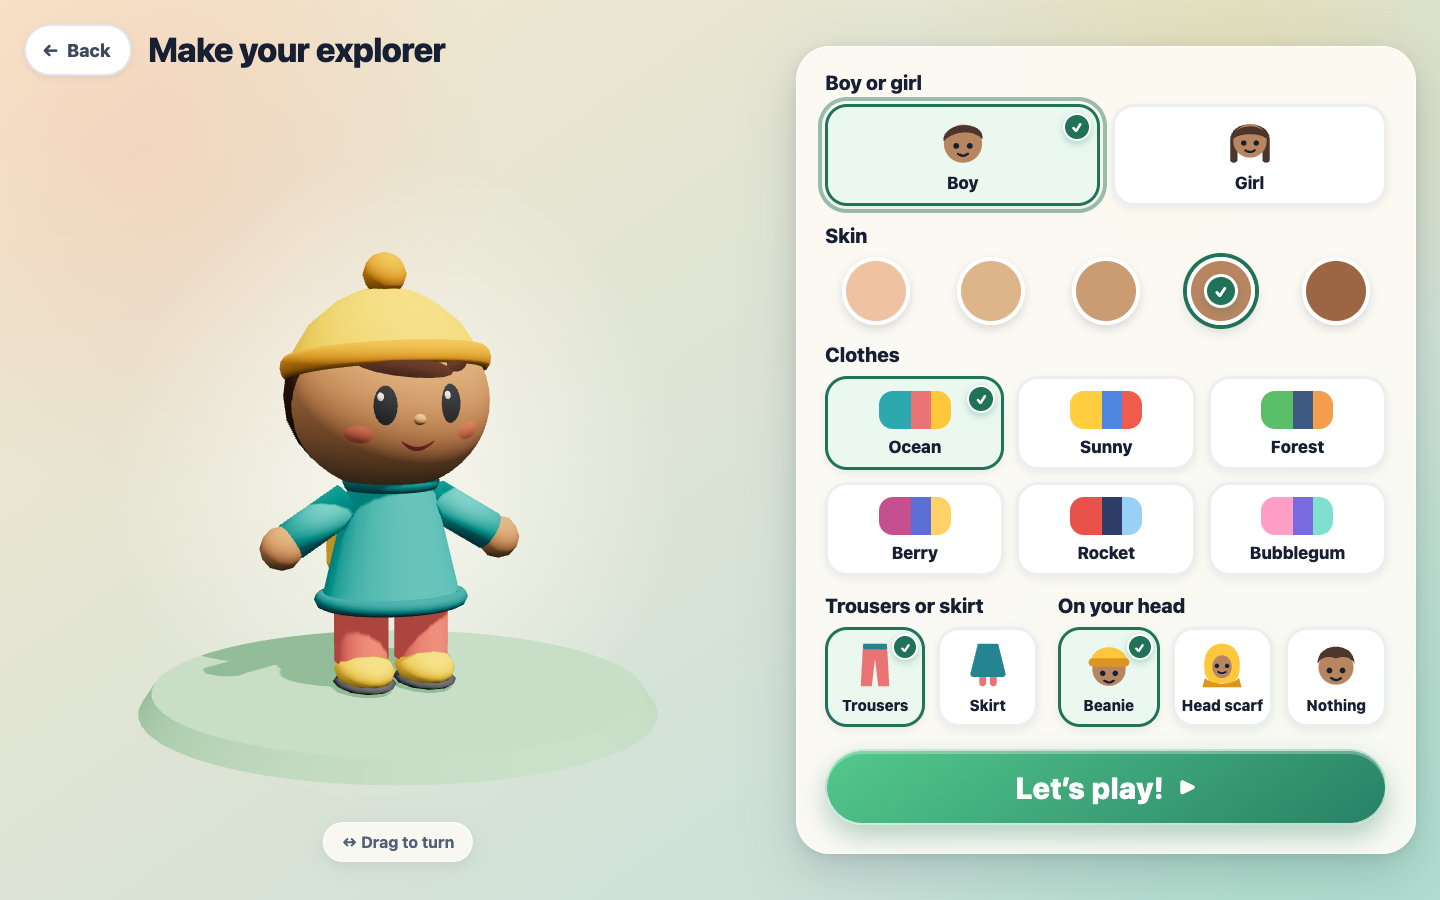 Back
Make your explorer
Boy or girl
Boy
Girl
Skin
Clothes
Ocean
Sunny
Forest
Berry
Rocket
Bubblegum
Trousers or skirt
On your head
Trousers
Skirt
Beanie
Head scarf
Nothing
Let's play!
Drag to turn